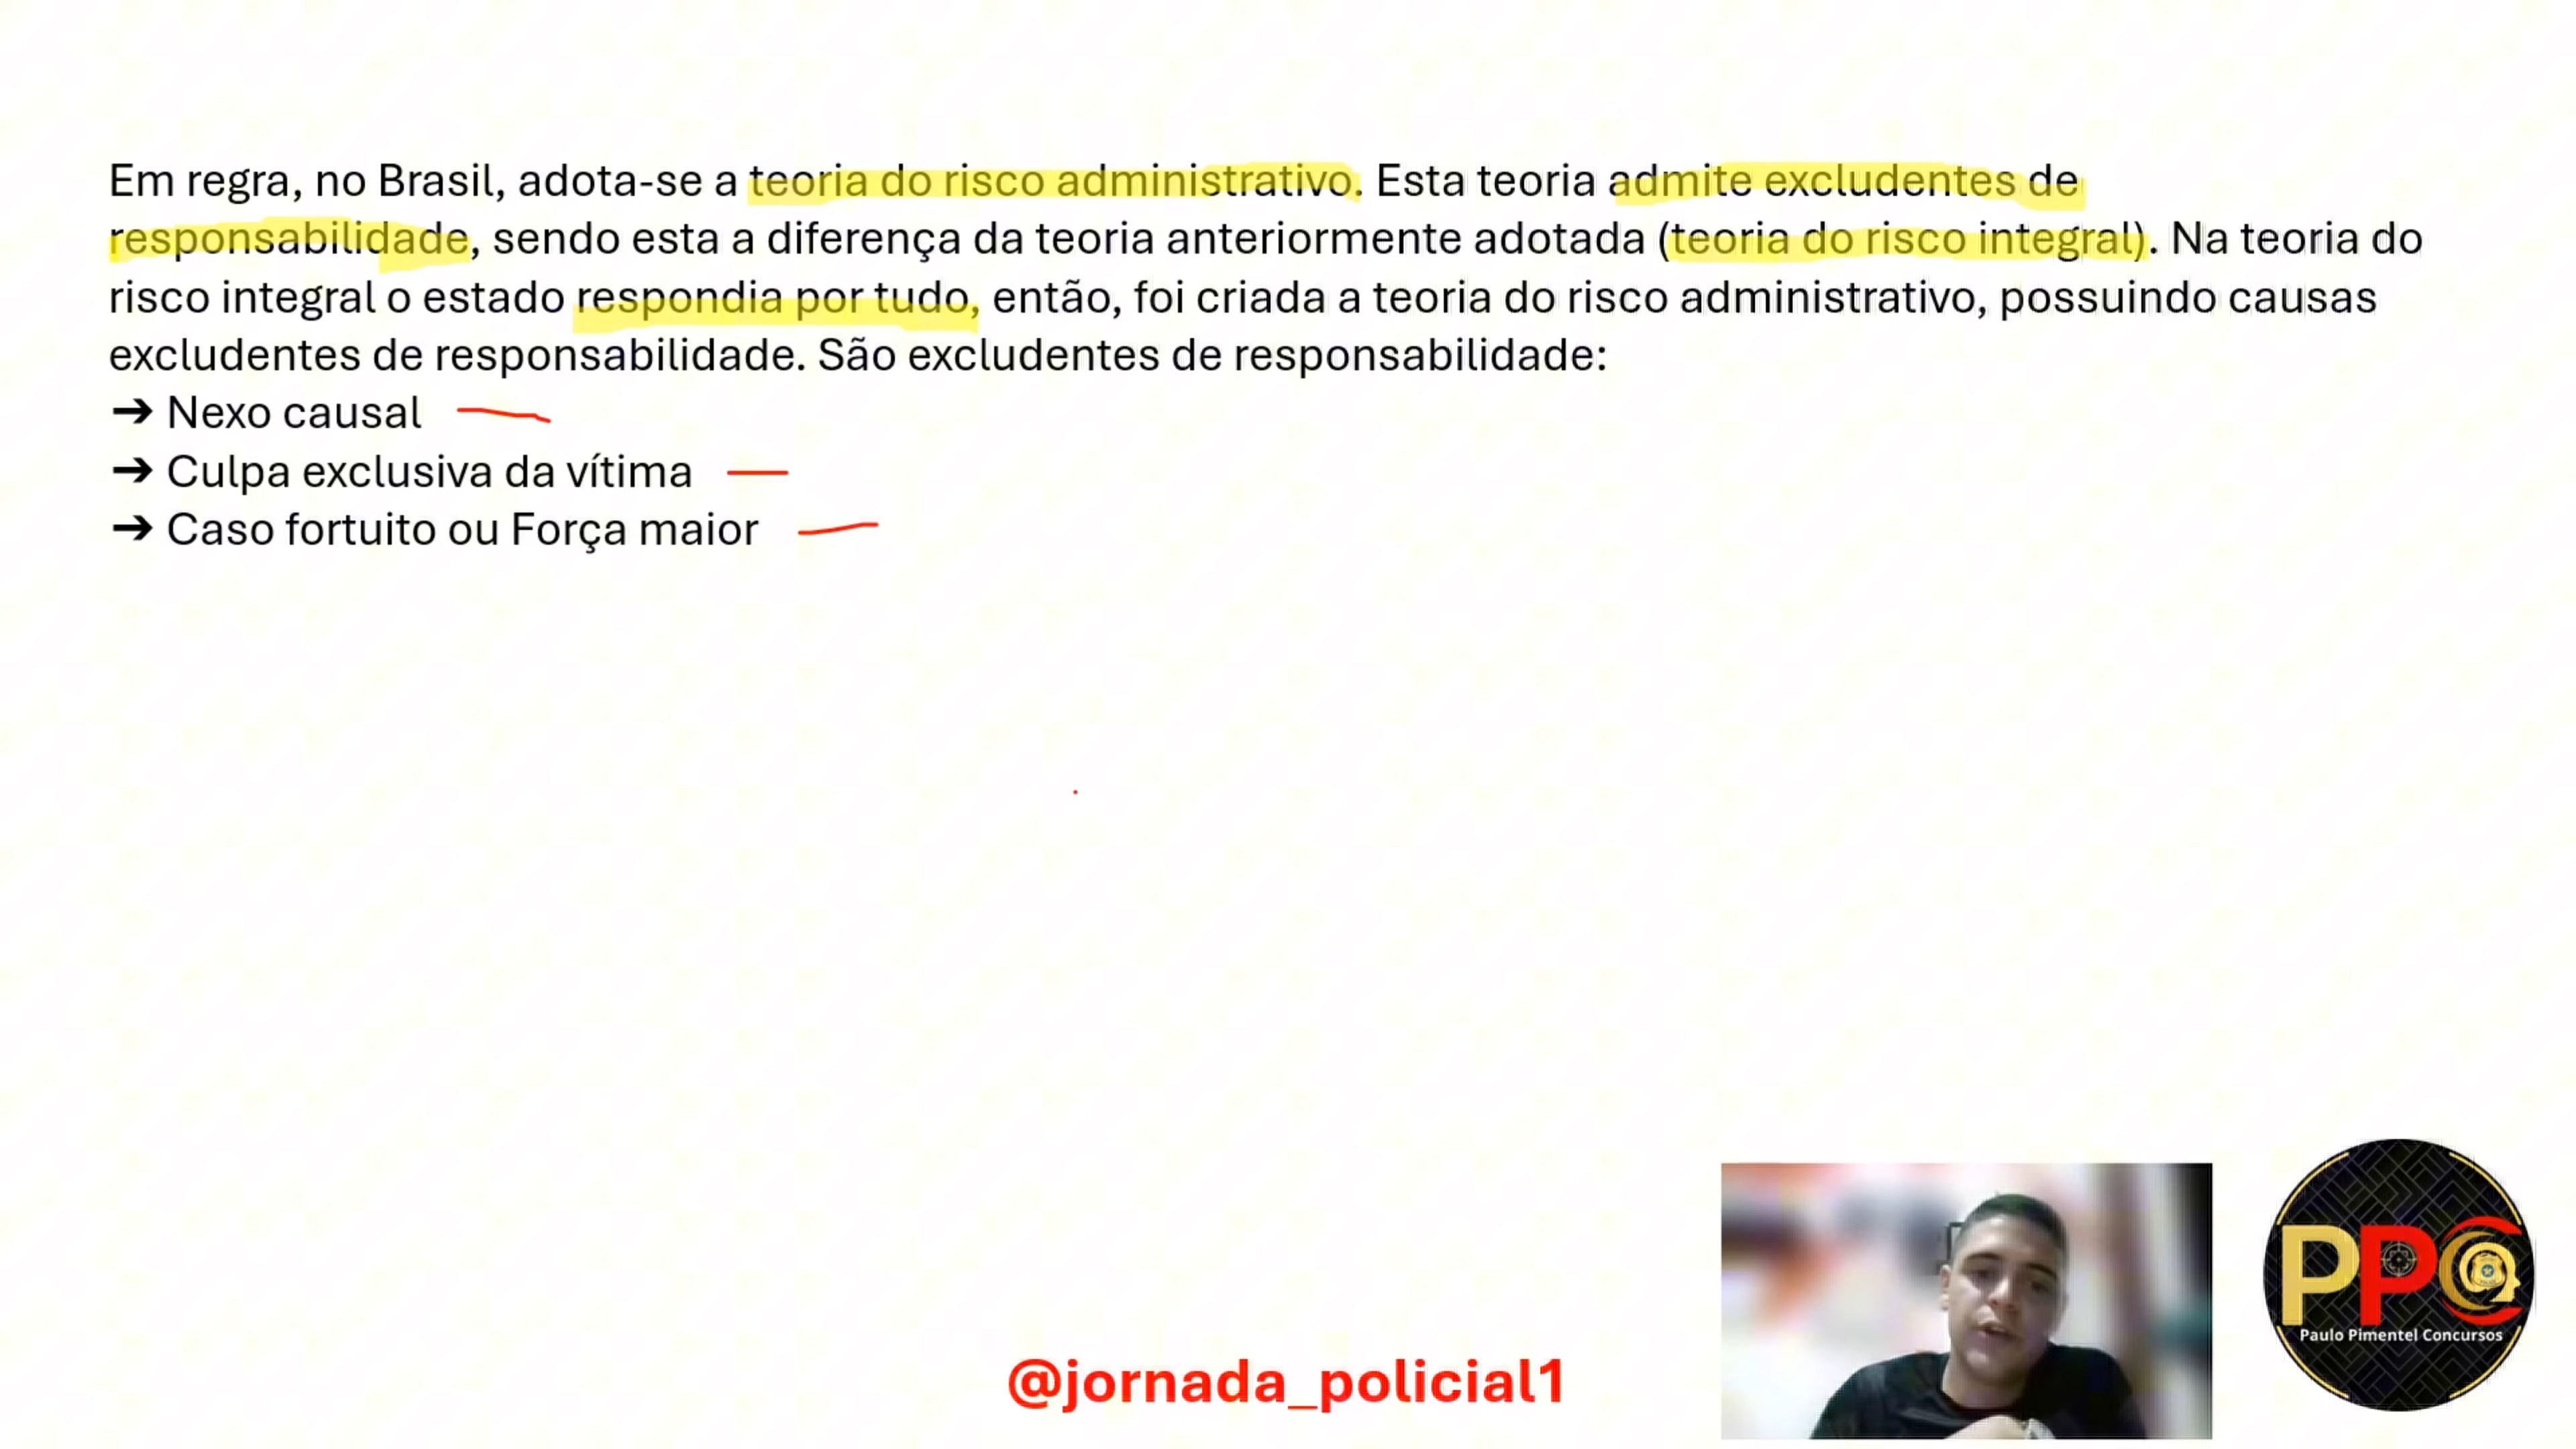 Em regra, no Brasil, adota-se a teoria do risco administrativo. Esta teoria admite excludentes de
responsabilidade, sendo esta a diferença da teoria anteriormente adotada (teoria do risco integral). Na teoria do
risco integral o estado respondia por tudo, então, foi criada a teoria do risco administrativo, possuindo causas
excludentes de responsabilidade. São excludentes de responsabilidade:
➔ Nexo causal
➔ Culpa exclusiva da vítima
➔ Caso fortuito ou Força maior
PPC
Paulo Pimentel Concursos
@jornada_policial1